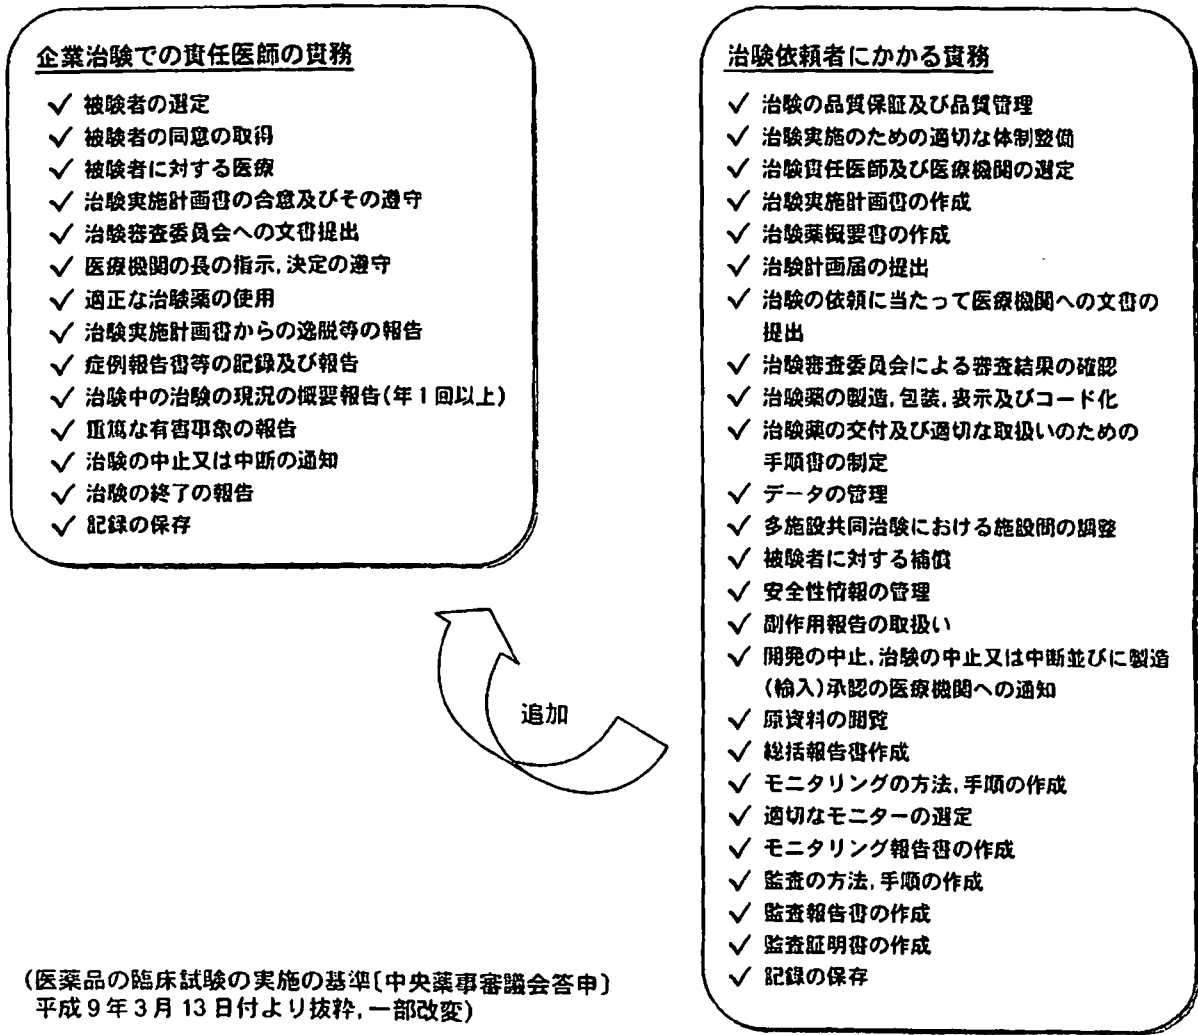 企業治験での責任医師の責務
✓ 被験者の選定
✓ 被験者の同意の取得
✓ 被験者に対する医療
✓ 治験実施計画書の合意及びその遵守
✓ 治験審査委員会への文書提出
✓ 医療機関の長の指示,決定の遵守
✓ 適正な治験薬の使用
✓ 治験実施計画書からの逸脱等の報告
✓ 症例報告書等の記録及び報告
✓ 治験中の治験の現況の概要報告(年1回以上)
✓ 重篤な有害事象の報告
✓ 治験の中止又は中断の通知
✓ 治験の終了の報告
✓ 記録の保存
追加
治験依頼者にかかる責務
✓ 治験の品質保証及び品質管理
✓ 治験実施のための適切な体制整備
✓ 治験責任医師及び医療機関の選定
✓ 治験実施計画書の作成
✓ 治験薬概要書の作成
✓ 治験計画届の提出
✓ 治験の依頼に当たって医療機関への文書の
提出
✓ 治験審査委員会による審査結果の確認
✓ 治験薬の製造,包装,表示及びコード化
✓ 治験薬の交付及び適切な取扱いのための
手順書の制定
✓ データの管理
✓ 多施設共同治験における施設間の調整
✓ 被験者に対する補償
✓ 安全性情報の管理
✓ 副作用報告の取扱い
✓ 開発の中止,治験の中止又は中断並びに製造
(輸入)承認の医療機関への通知
✓ 原資料の閲覧
✓ 総括報告書作成
✓ モニタリングの方法,手順の作成
✓ 適切なモニターの選定
✓ モニタリング報告書の作成
✓ 監査の方法,手順の作成
✓ 監査報告書の作成
✓ 監査証明書の作成
✓ 記録の保存
(医薬品の臨床試験の実施の基準〔中央薬事審議会答申〕
平成9年3月13日付より抜粋,一部改変)